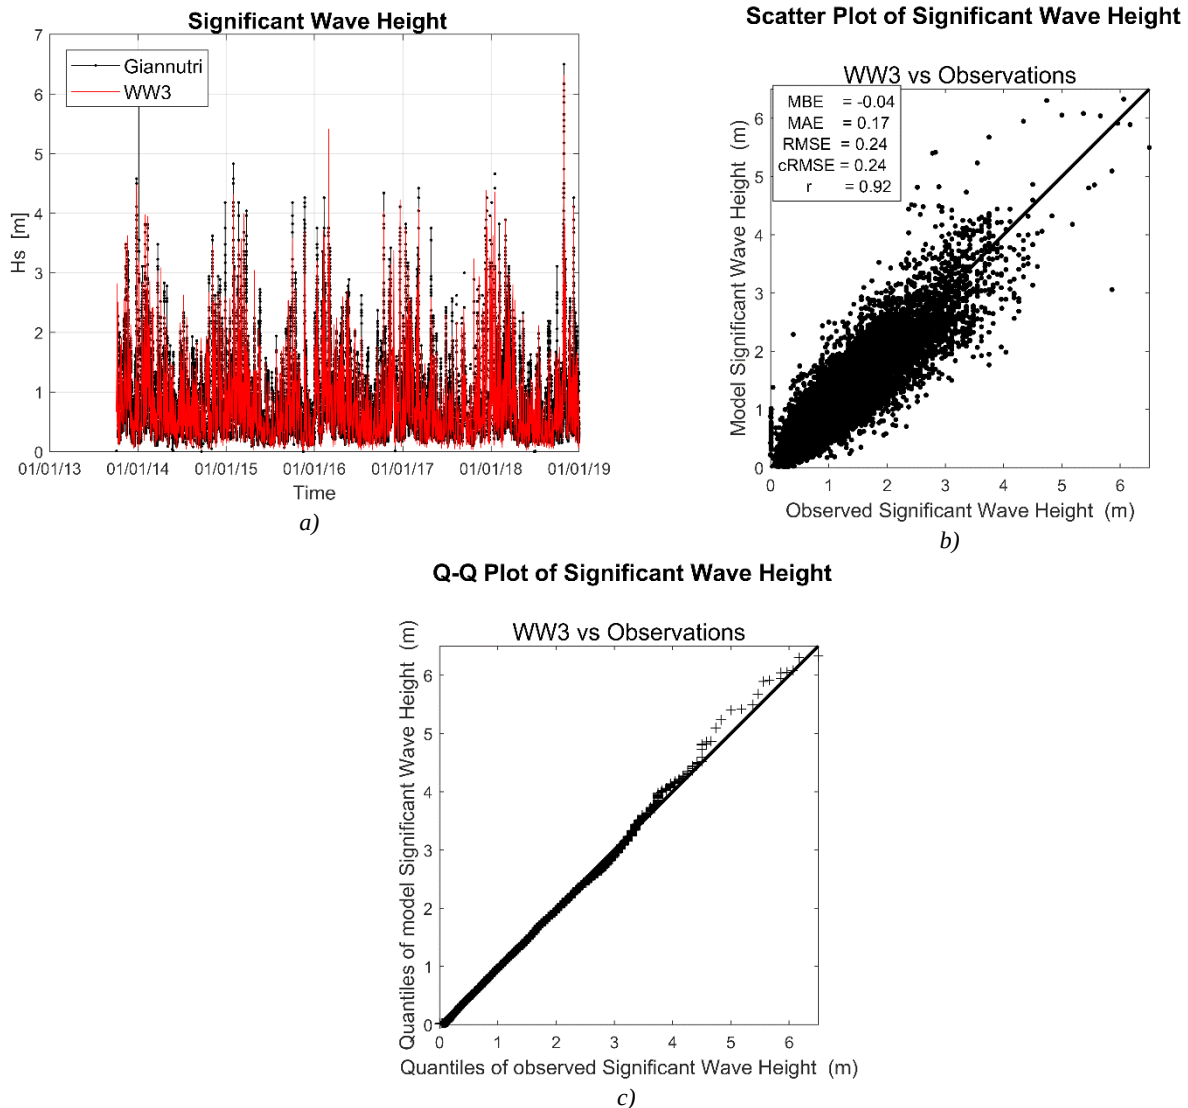 Significant Wave Height
7
6
5
4
3
2
1
0
Hs [m]
Giannutri
WW3
01/01/13
01/01/14
01/01/15
01/01/16
01/01/17
01/01/18
01/01/19
Time
a)
Scatter Plot of Significant Wave Height
WW3 vs Observations
MBE = -0.04
MAE = 0.17
RMSE = 0.24
cRMSE = 0.24
r = 0.92
6
5
4
3
2
1
0
Model Significant Wave Height (m)
0
1
2
3
4
5
6
Observed Significant Wave Height (m)
b)
Q-Q Plot of Significant Wave Height
WW3 vs Observations
6
5
4
3
2
1
0
Quantiles of model Significant Wave Height (m)
0
1
2
3
4
5
6
Quantiles of observed Significant Wave Height (m)
c)